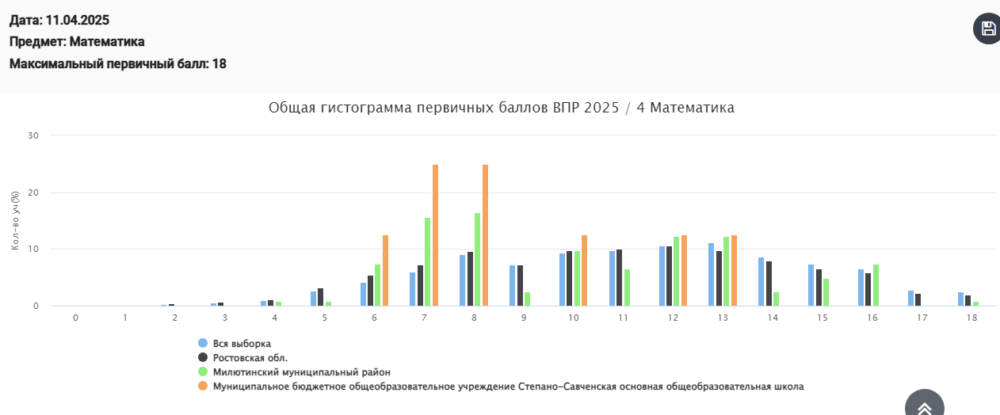 Дата: 11.04.2025
Предмет: Математика
Максимальный первичный балл: 18
Общая гистограмма первичных баллов ВПР 2025 / 4 Математика
Кол-во уч(%)
30
20
10
0
0 1 2 3 4 5 6 7 8 9 10 11 12 13 14 15 16 17 18
Вся выборка
Ростовская обл.
Милютинский муниципальный район
Муниципальное бюджетное общеобразовательное учреждение Степано-Савченская основная общеобразовательная школа